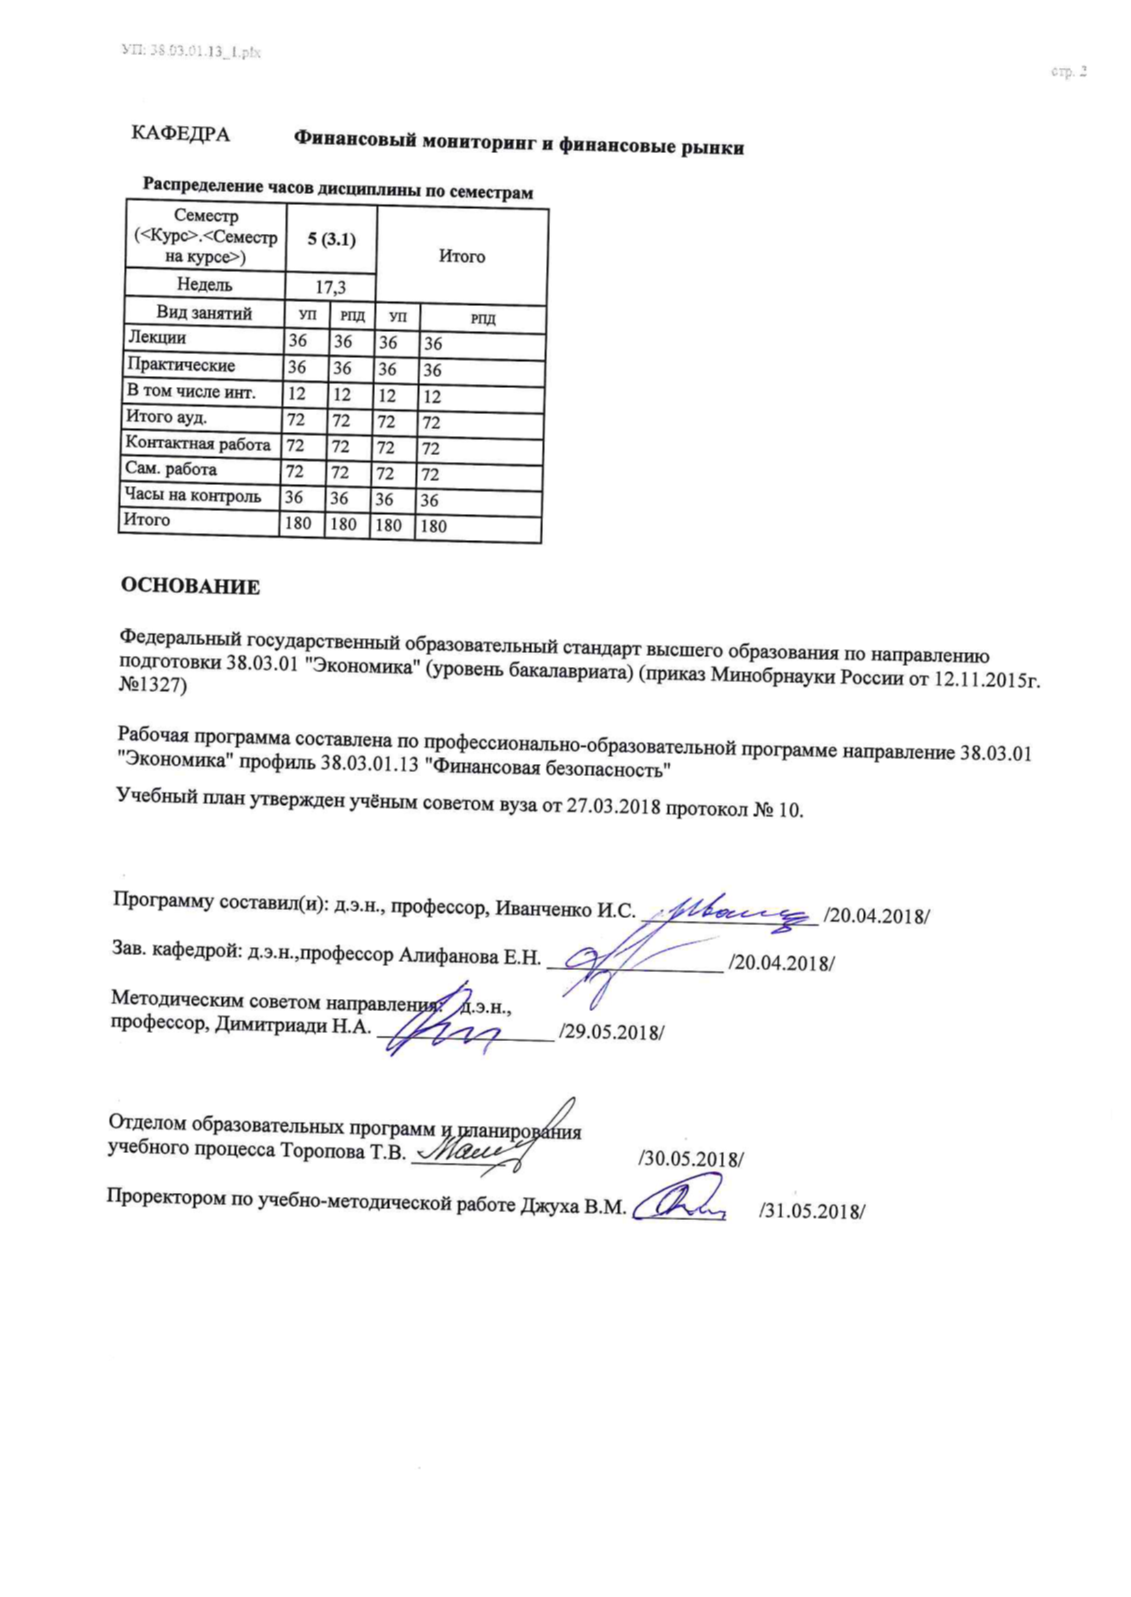 УП: 38.03.01.13_1.plx
стр. 2
КАФЕДРА Финансовый мониторинг и финансовые рынки
Распределение часов дисциплины по семестрам
Семестр
(<Курс>.<Семестр
на курсе>)
5 (3.1)
Итого
Недель 17,3
Вид занятий УП РПД УП РПД
Лекции 36 36 36 36
Практические 36 36 36 36
В том числе инт. 12 12 12 12
Итого ауд. 72 72 72 72
Контактная работа 72 72 72 72
Сам. работа 72 72 72 72
Часы на контроль 36 36 36 36
Итого 180 180 180 180
ОСНОВАНИЕ
Федеральный государственный образовательный стандарт высшего образования по направлению
подготовки 38.03.01 "Экономика" (уровень бакалавриата) (приказ Минобрнауки России от 12.11.2015г.
№1327)
Рабочая программа составлена по профессионально-образовательной программе направление 38.03.01
"Экономика" профиль 38.03.01.13 "Финансовая безопасность"
Учебный план утвержден учёным советом вуза от 27.03.2018 протокол № 10.
Программу составил(и): д.э.н., профессор, Иванченко И.С. /20.04.2018/
Зав. кафедрой: д.э.н.,профессор Алифанова Е.Н. /20.04.2018/
Методическим советом направления: д.э.н.,
профессор, Димитриади Н.А. /29.05.2018/
Отделом образовательных программ и планирования
учебного процесса Торопова Т.В. /30.05.2018/
Проректором по учебно-методической работе Джуха В.М. /31.05.2018/